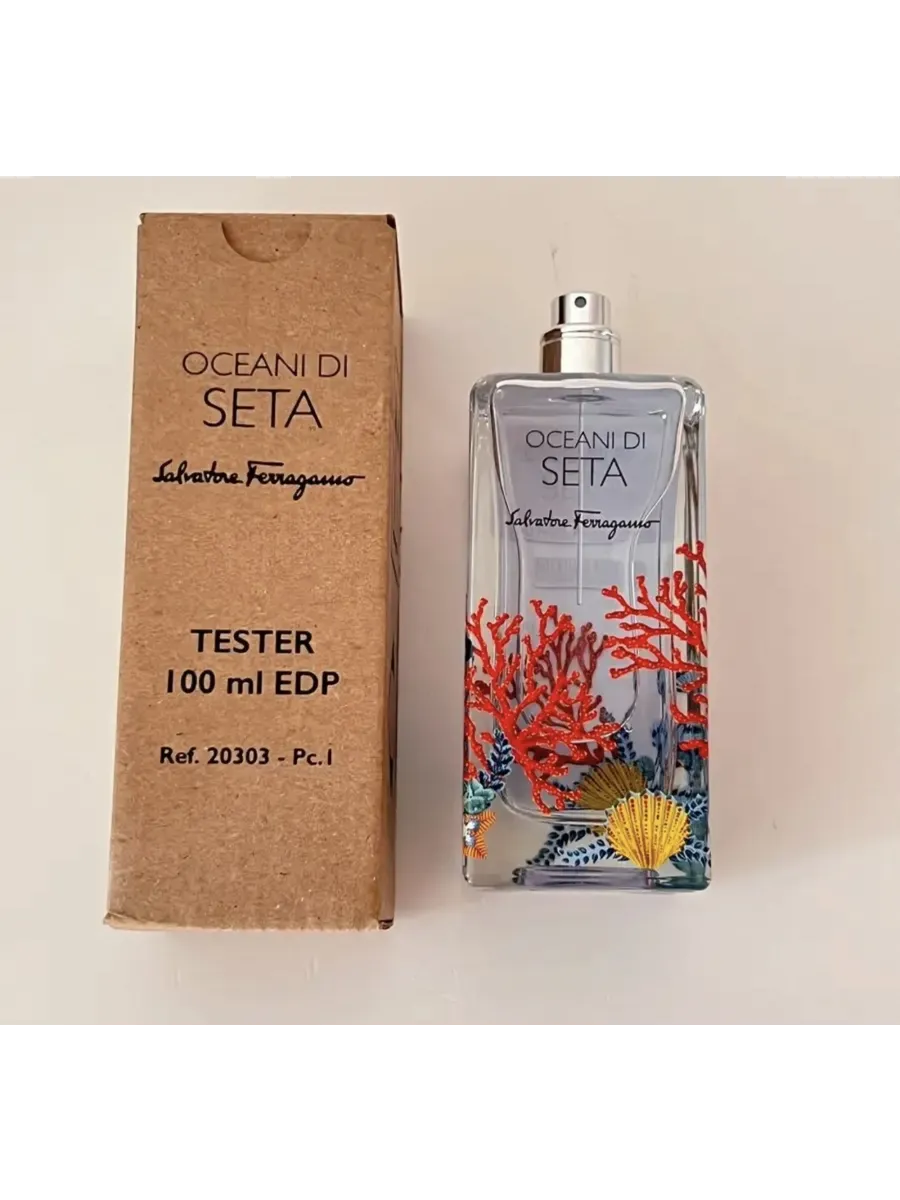 OCEANI DI
SETA
Salvatore Ferragamo
TESTER
100 ml EDP
Ref. 20303 - Pc.1
OCEANI DI
SETA
Salvatore Ferragamo